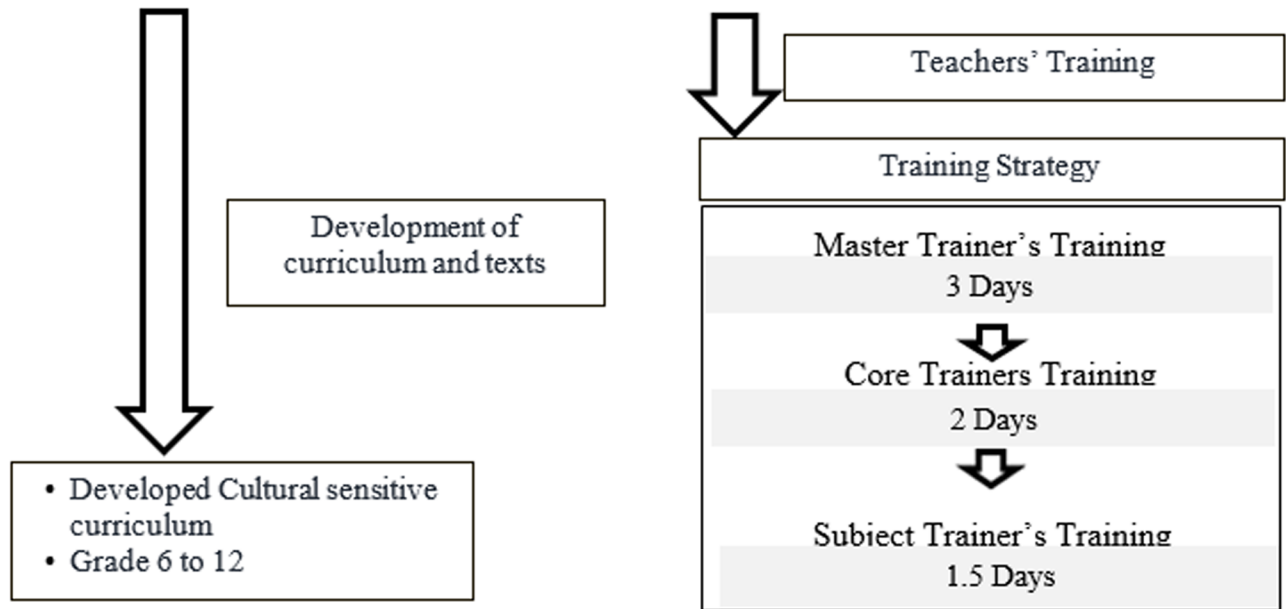 Development of
curriculum and texts
• Developed Cultural sensitive
curriculum
• Grade 6 to 12
Teachers’ Training
Training Strategy
Master Trainer’s Training
3 Days
Core Trainers Training
2 Days
Subject Trainer’s Training
1.5 Days